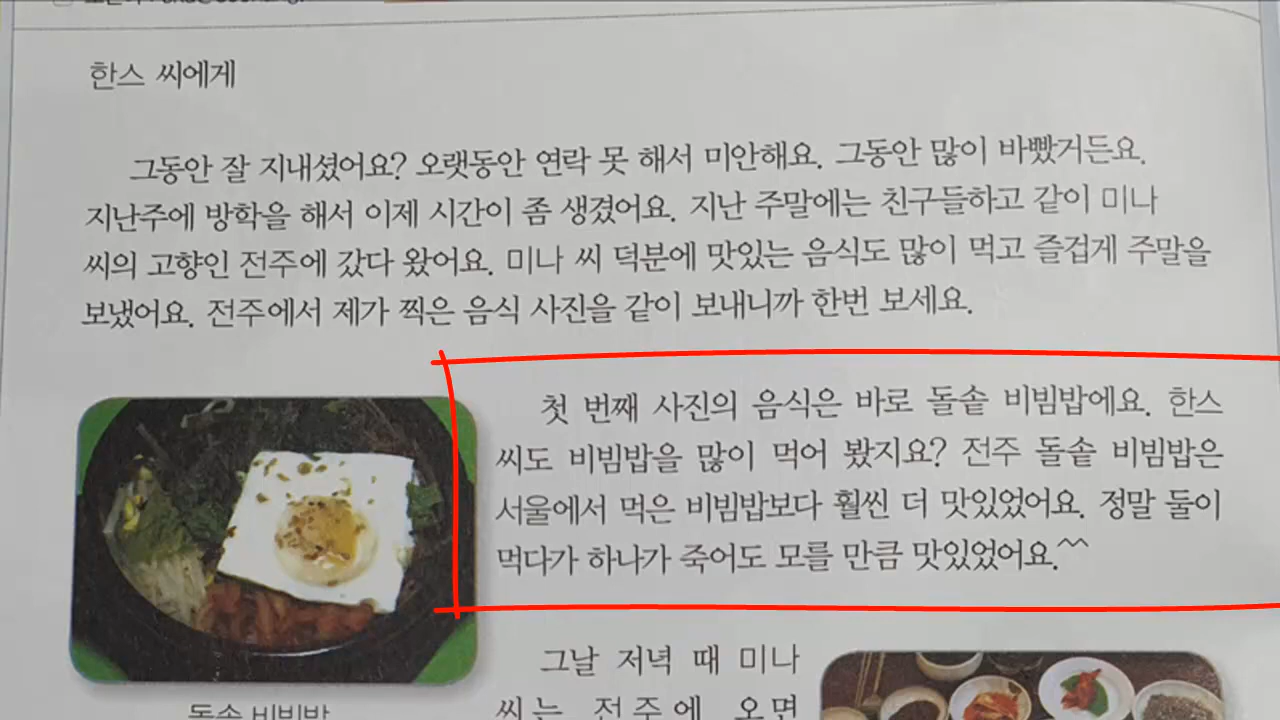 한스 씨에게
그동안 잘 지내셨어요? 오랫동안 연락 못 해서 미안해요. 그동안 많이 바빴거든요.
지난주에 방학을 해서 이제 시간이 좀 생겼어요. 지난 주말에는 친구들하고 같이 미나
씨의 고향인 전주에 갔다 왔어요. 미나 씨 덕분에 맛있는 음식도 많이 먹고 즐겁게 주말을
보냈어요. 전주에서 제가 찍은 음식 사진을 같이 보내니까 한번 보세요.
첫 번째 사진의 음식은 바로 돌솥 비빔밥에요. 한스
씨도 비빔밥을 많이 먹어 봤지요? 전주 돌솥 비빔밥은
서울에서 먹은 비빔밥보다 훨씬 더 맛있었어요. 정말 둘이
먹다가 하나가 죽어도 모를 만큼 맛있었어요.^^
돌솥 비빔밥
그날 저녁 때 미나
씨는 전주에 오면